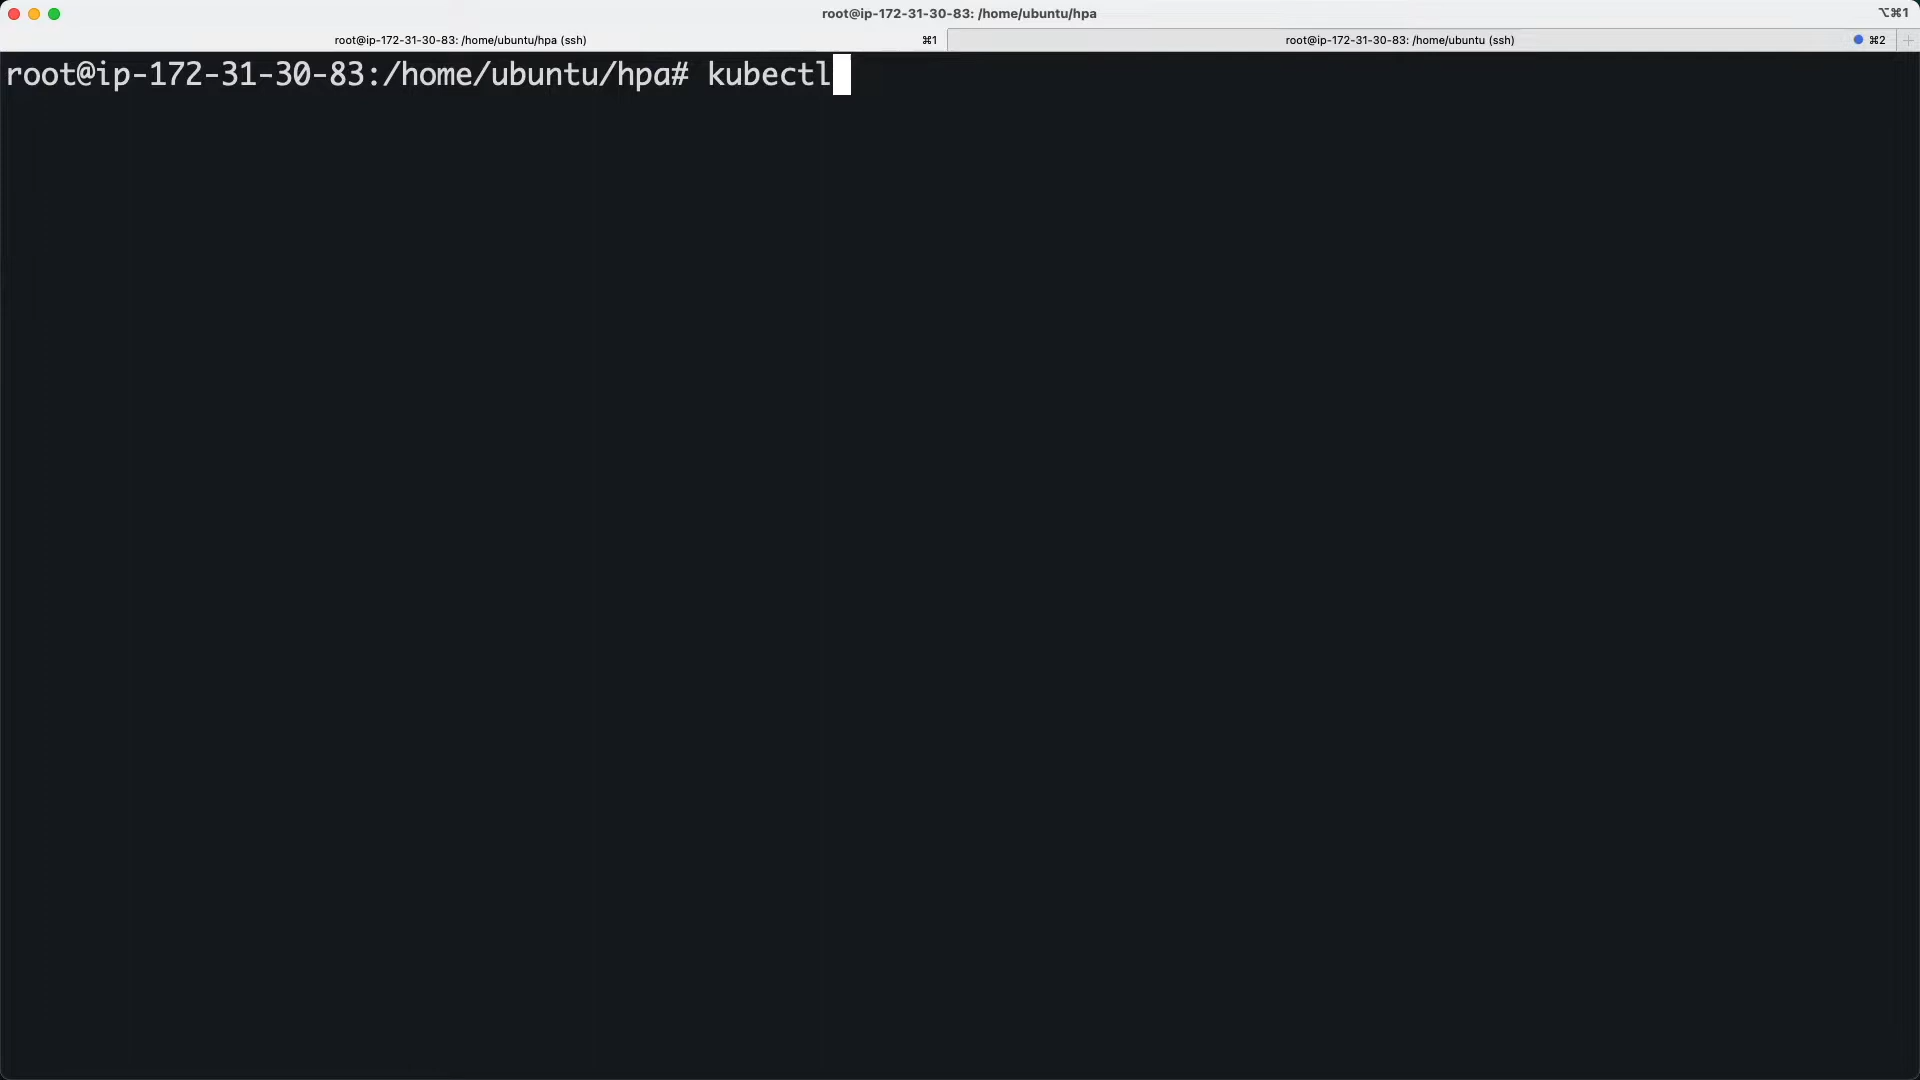 root@ip-172-31-30-83: /home/ubuntu/hpa
⌥⌘1
root@ip-172-31-30-83: /home/ubuntu/hpa (ssh)
⌘1
root@ip-172-31-30-83: /home/ubuntu (ssh)
⌘2
root@ip-172-31-30-83:/home/ubuntu/hpa# kubectl